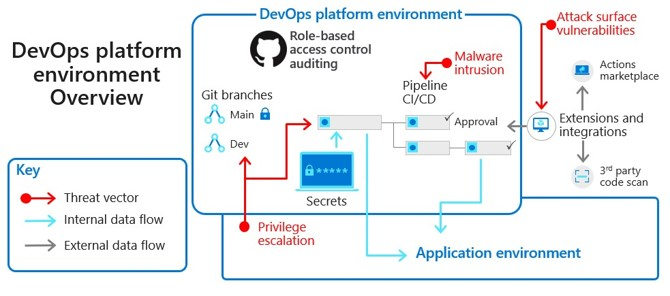 DevOps platform
environment
Overview
Key
Threat vector
Internal data flow
External data flow
DevOps platform environment
Role-based
access control
auditing
Git branches
Main
Dev
*****
Secrets
Privilege
escalation
Malware
intrusion
Pipeline
CI/CD
Approval
Application environment
Attack surface
vulnerabilities
Actions
marketplace
Extensions and
integrations
3rd party
code scan